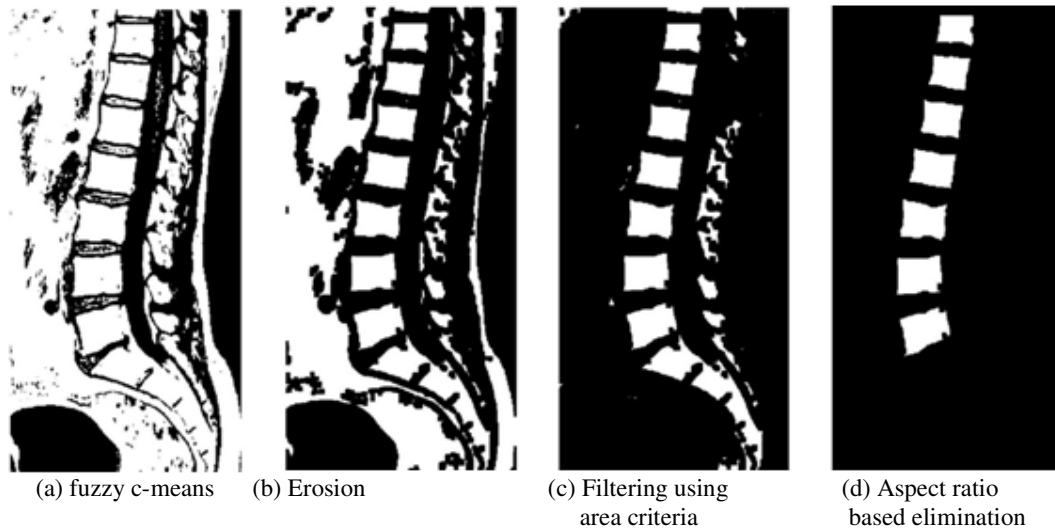 (a) fuzzy c-means (b) Erosion (c) Filtering using (d) Aspect ratio
area criteria based elimination